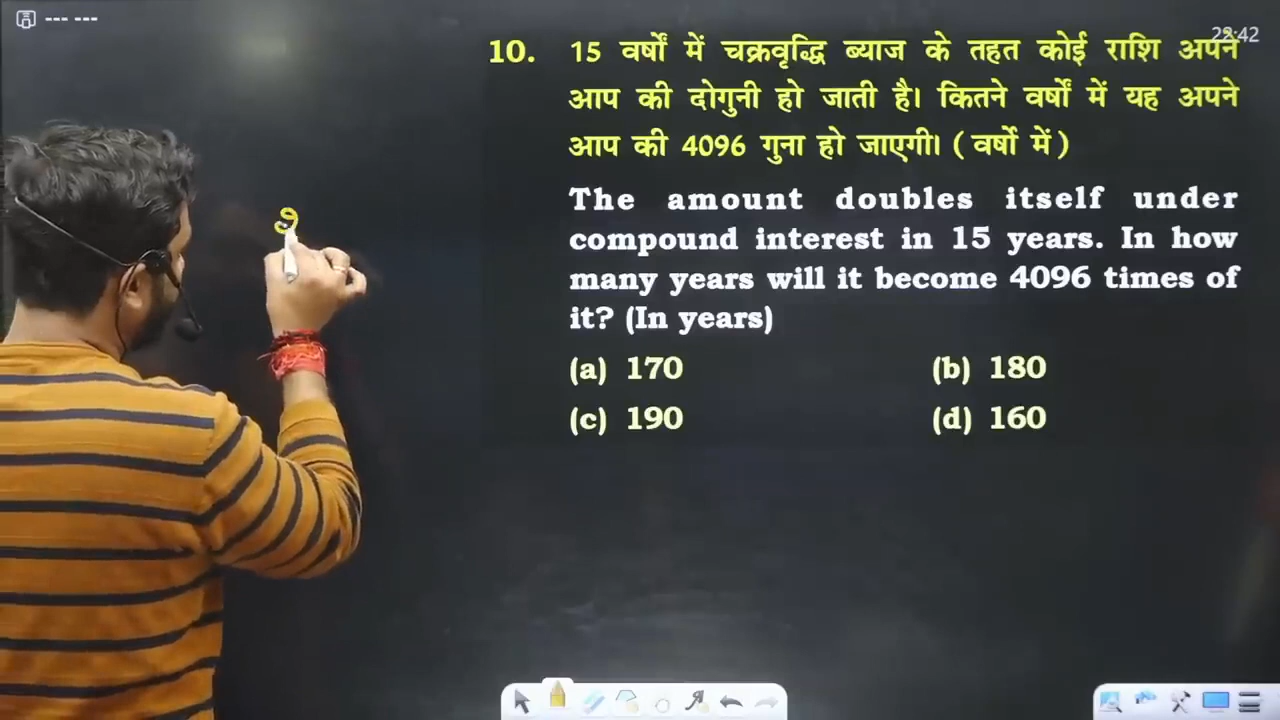 --- ---
22:42
10. 15 वर्षों में चक्रवृद्धि ब्याज के तहत कोई राशि अपने
आप की दोगुनी हो जाती है। कितने वर्षों में यह अपने
आप की 4096 गुना हो जाएगी। ( वर्षो में )
The amount doubles itself under
compound interest in 15 years. In how
many years will it become 4096 times of
it? (In years)
(a) 170 (b) 180
(c) 190 (d) 160